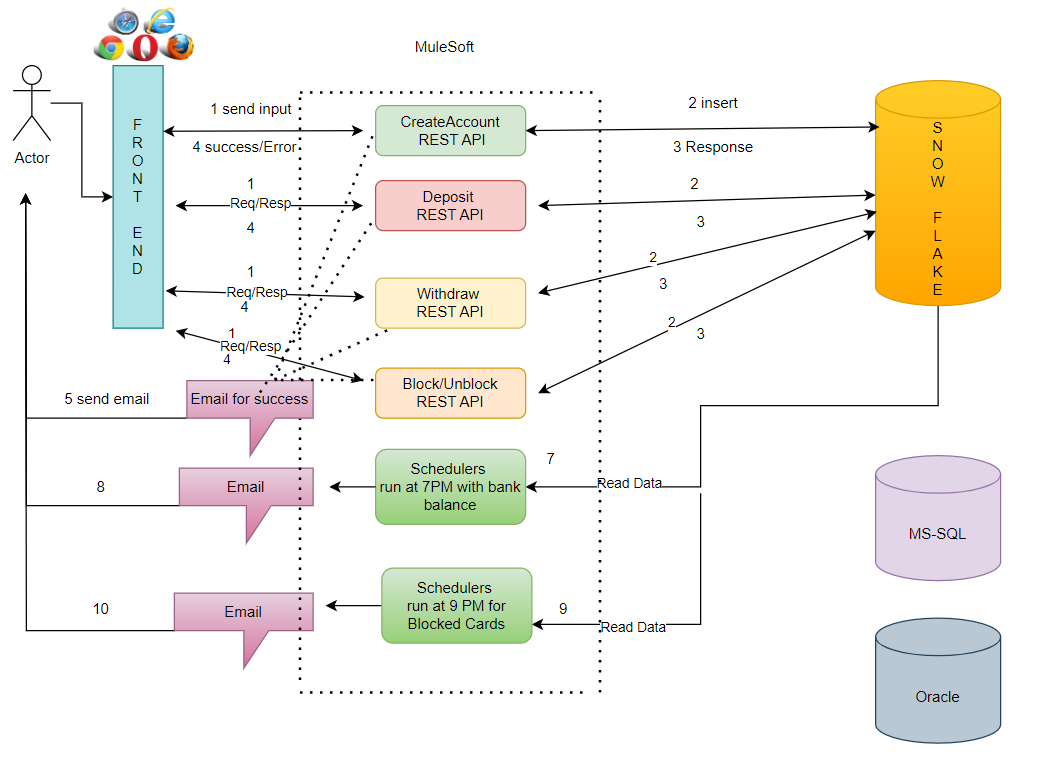 MuleSoft
Actor
F
R
O
N
T
E
N
D
1 send input
4 success/Error
CreateAccount
REST API
2 insert
3 Response
1
Req/Resp
4
Deposit
REST API
2
3
1
Req/Resp
4
Withdraw
REST API
2
3
1
Req/Resp
4
Block/Unblock
REST API
2
3
S
N
O
W
F
L
A
K
E
5 send email
Email for success
8
Email
Schedulers
run at 7PM with bank
balance
7
Read Data
10
Email
Schedulers
run at 9 PM for
Blocked Cards
9
Read Data
MS-SQL
Oracle